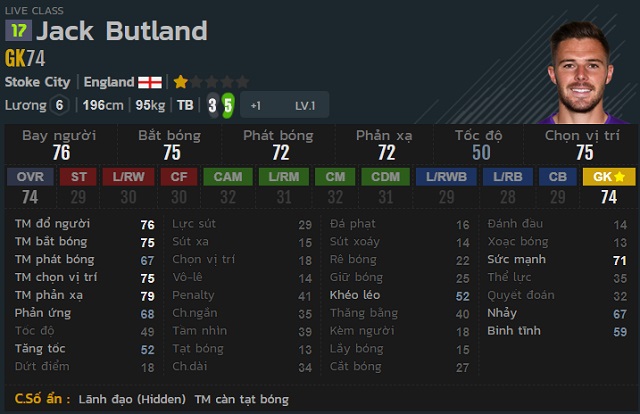 LIVE CLASS
17 Jack Butland
GK74
Stoke City | England
Lương 6 | 196cm | 95kg | TB | 3 5 +1 LV.1
Bay người Bắt bóng Phát bóng Phản xạ Tốc độ Chọn vị trí
76 75 72 72 50 75
OVR ST L/RW CF CAM L/RM CM CDM L/RWB L/RB CB GK
74 29 30 30 32 31 32 32 29 28 29 74
TM đổ người 76 Lực sút 29 Đá phạt 16 Đánh đầu 14
TM bắt bóng 75 Sút xa 15 Sút xoáy 14 Xoạc bóng 13
TM phát bóng 67 Chọn vị trí 18 Rê bóng 22 Sức mạnh 71
TM chọn vị trí 75 Vô-lê 14 Giữ bóng 25 Thể lực 35
TM phản xạ 79 Penalty 41 Khéo léo 52 Quyết đoán 32
Phản ứng 68 Ch.ngắn 35 Thăng bằng 40 Nhảy 67
Tốc độ 49 Tầm nhìn 39 Kèm người 18 Bình tĩnh 59
Tăng tốc 52 Tạt bóng 13 Lấy bóng 15
Dứt điểm 18 Ch.dài 34 Cắt bóng 27
C.Số ẩn : Lãnh đạo (Hidden) TM càn tạt bóng